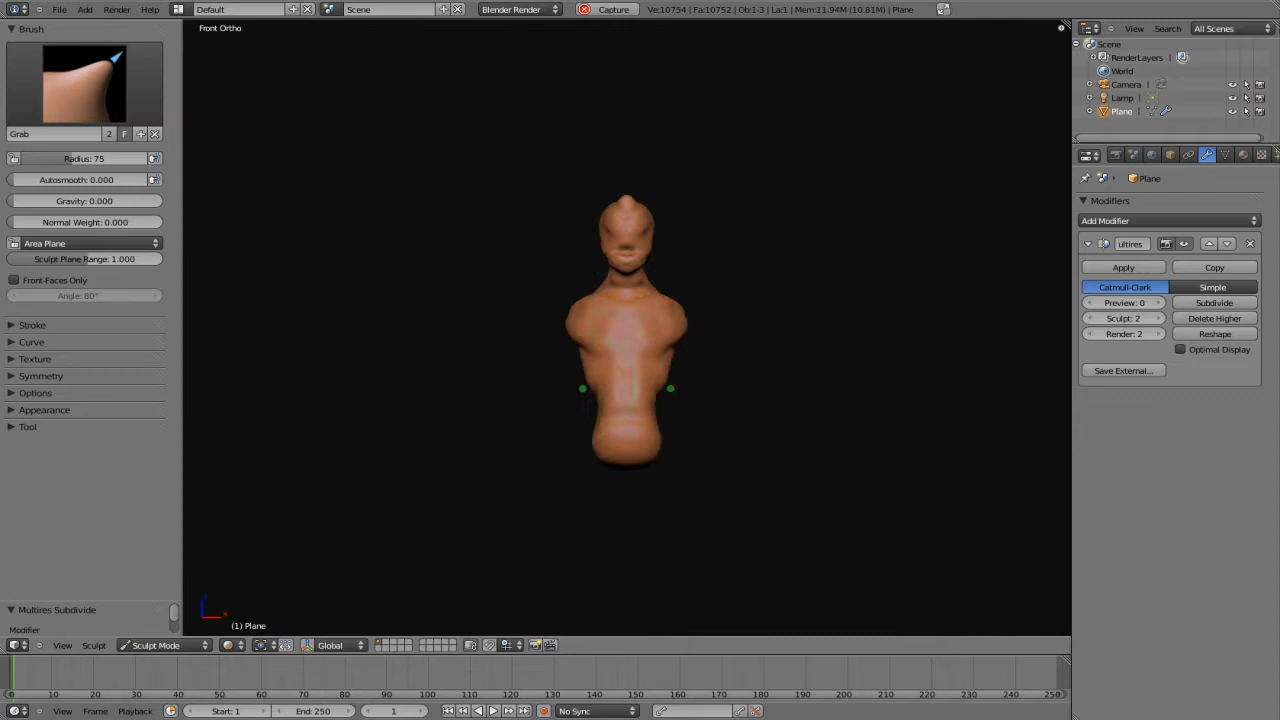 File Add Render Help Default Scene Blender Render Capture Ve:10754 | Fa:10752 | Ob:1-3 | La:1 | Mem:13.94M (10.81M) | Plane
Brush
Front Ortho
View Search All Scenes
Scene
RenderLayers
World
Camera
Lamp
Plane
Grab 2 F
Radius: 75
Autosmooth: 0.000
Gravity: 0.000
Normal Weight: 0.000
Area Plane
Sculpt Plane Range: 1.000
Front-Faces Only
Angle: 80°
Stroke
Curve
Texture
Symmetry
Options
Appearance
Tool
Plane
Modifiers
Add Modifier
ultires
Apply Copy
Catmull-Clark Simple
Preview: 0 Subdivide
Sculpt: 2 Delete Higher
Render: 2 Reshape
Optimal Display
Save External...
Multires Subdivide
Modifier
(1) Plane
View Sculpt Sculpt Mode Global
0 10 20 30 40 50 60 70 80 90 100 110 120 130 140 150 160 170 180 190 200 210 220 230 240 250
View Frame Playback Start: 1 End: 250 1 No Sync